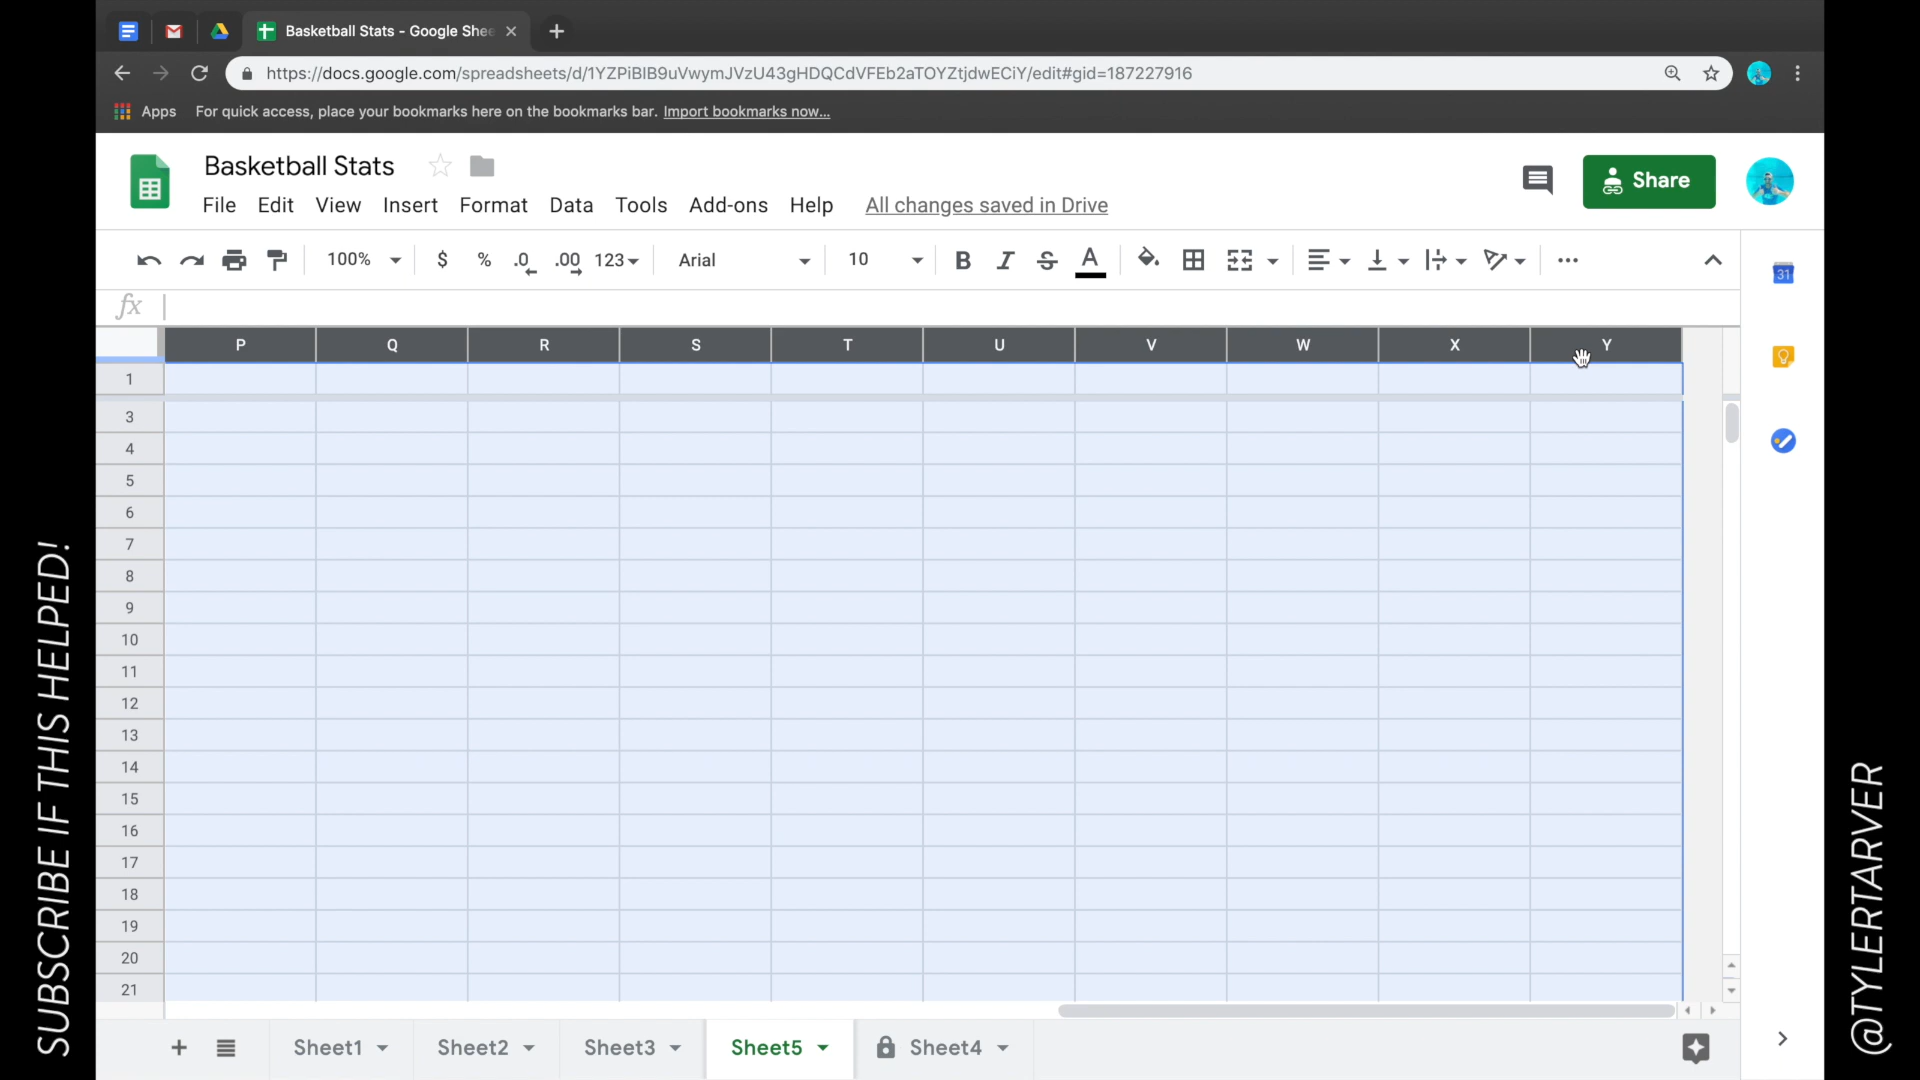 Basketball Stats - Google Shee
https://docs.google.com/spreadsheets/d/1YZPiBIB9uVwymJVzU43gHDQCdVFEb2aTOYZtjdwECiY/edit#gid=187227916
Apps For quick access, place your bookmarks here on the bookmarks bar. Import bookmarks now...
Basketball Stats
Share
File Edit View Insert Format Data Tools Add-ons Help All changes saved in Drive
100% $ % .0 .00 123 Arial 10 B I S A
31
fx
P Q R S T U V W X Y
1
3
4
5
6
7
8
9
10
11
12
13
14
15
16
17
18
19
20
21
Sheet1 Sheet2 Sheet3 Sheet5 Sheet4
SUBSCRIBE IF THIS HELPED!
@TYLERTARVER